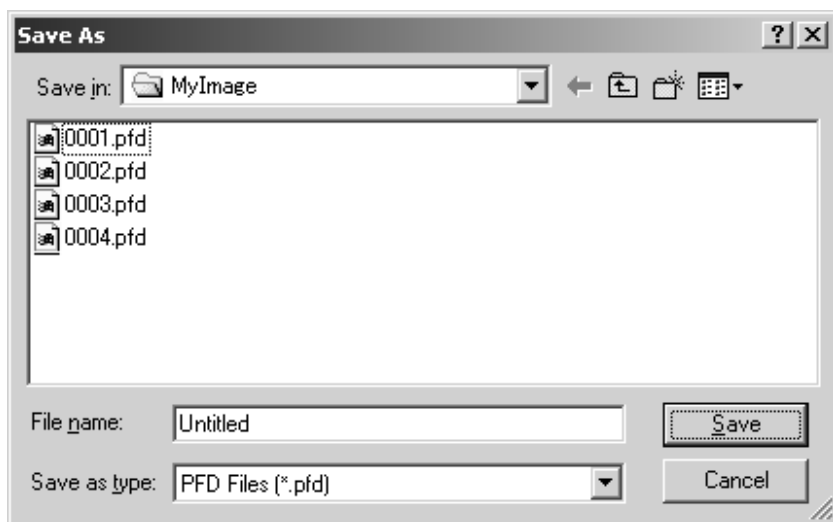 Save As
Save in: MyImage
0001.pfd
0002.pfd
0003.pfd
0004.pfd
File name: Untitled Save
Save as type: PFD Files (*.pfd) Cancel